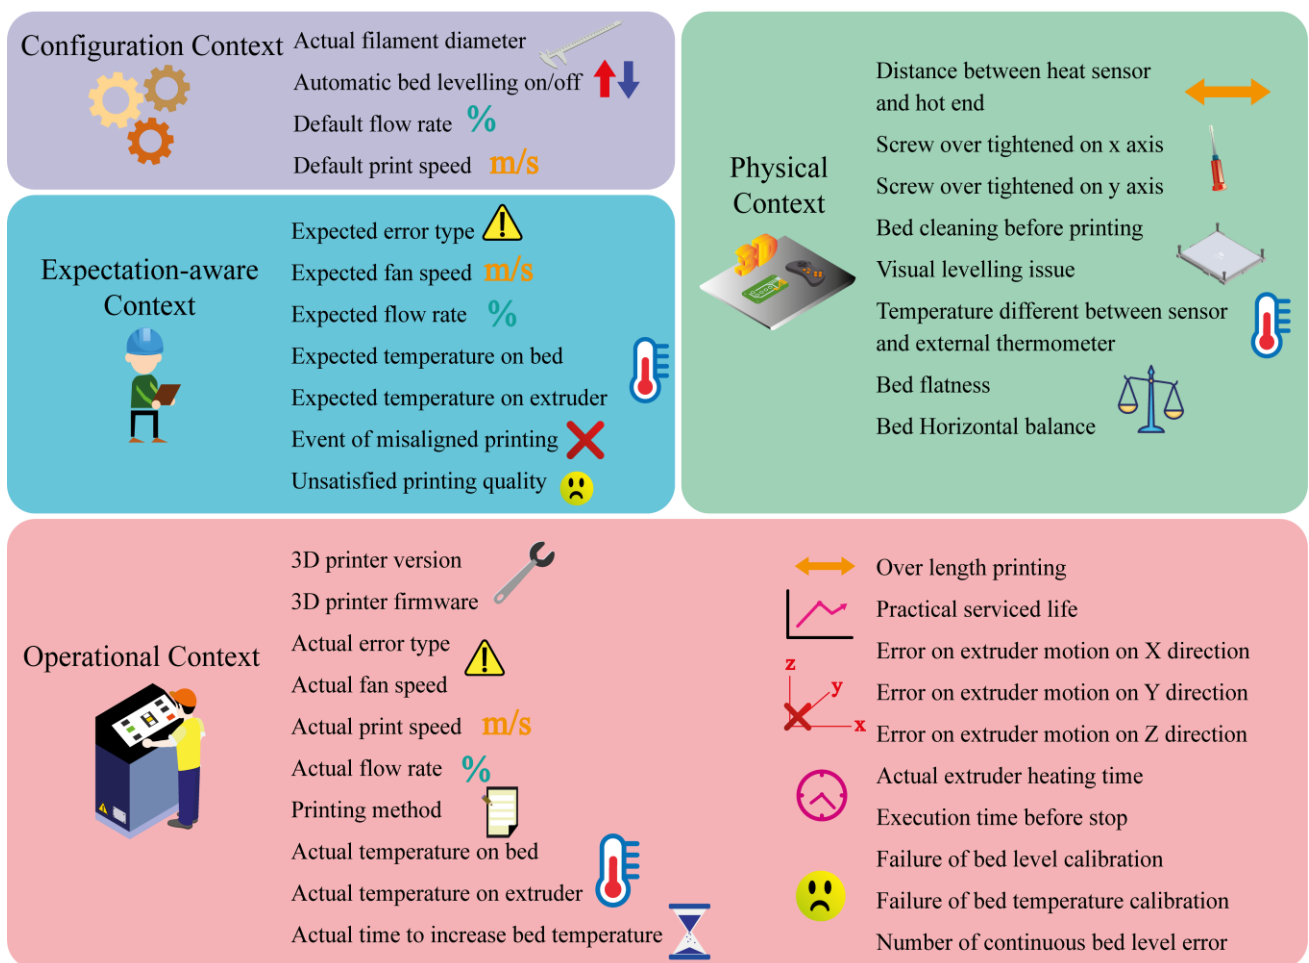 Configuration Context
Actual filament diameter
Automatic bed levelling on/off
Default flow rate %
Default print speed m/s
Expectation-aware
Context
Expected error type
Expected fan speed m/s
Expected flow rate %
Expected temperature on bed
Expected temperature on extruder
Event of misaligned printing
Unsatisfied printing quality
Physical
Context
3D
Distance between heat sensor
and hot end
Screw over tightened on x axis
Screw over tightened on y axis
Bed cleaning before printing
Visual levelling issue
Temperature different between sensor
and external thermometer
Bed flatness
Bed Horizontal balance
Operational Context
3D printer version
3D printer firmware
Actual error type
Actual fan speed
Actual print speed m/s
Actual flow rate %
Printing method
Actual temperature on bed
Actual temperature on extruder
Actual time to increase bed temperature
Over length printing
Practical serviced life
Error on extruder motion on X direction
Error on extruder motion on Y direction
Error on extruder motion on Z direction
z
y
x
Actual extruder heating time
Execution time before stop
Failure of bed level calibration
Failure of bed temperature calibration
Number of continuous bed level error